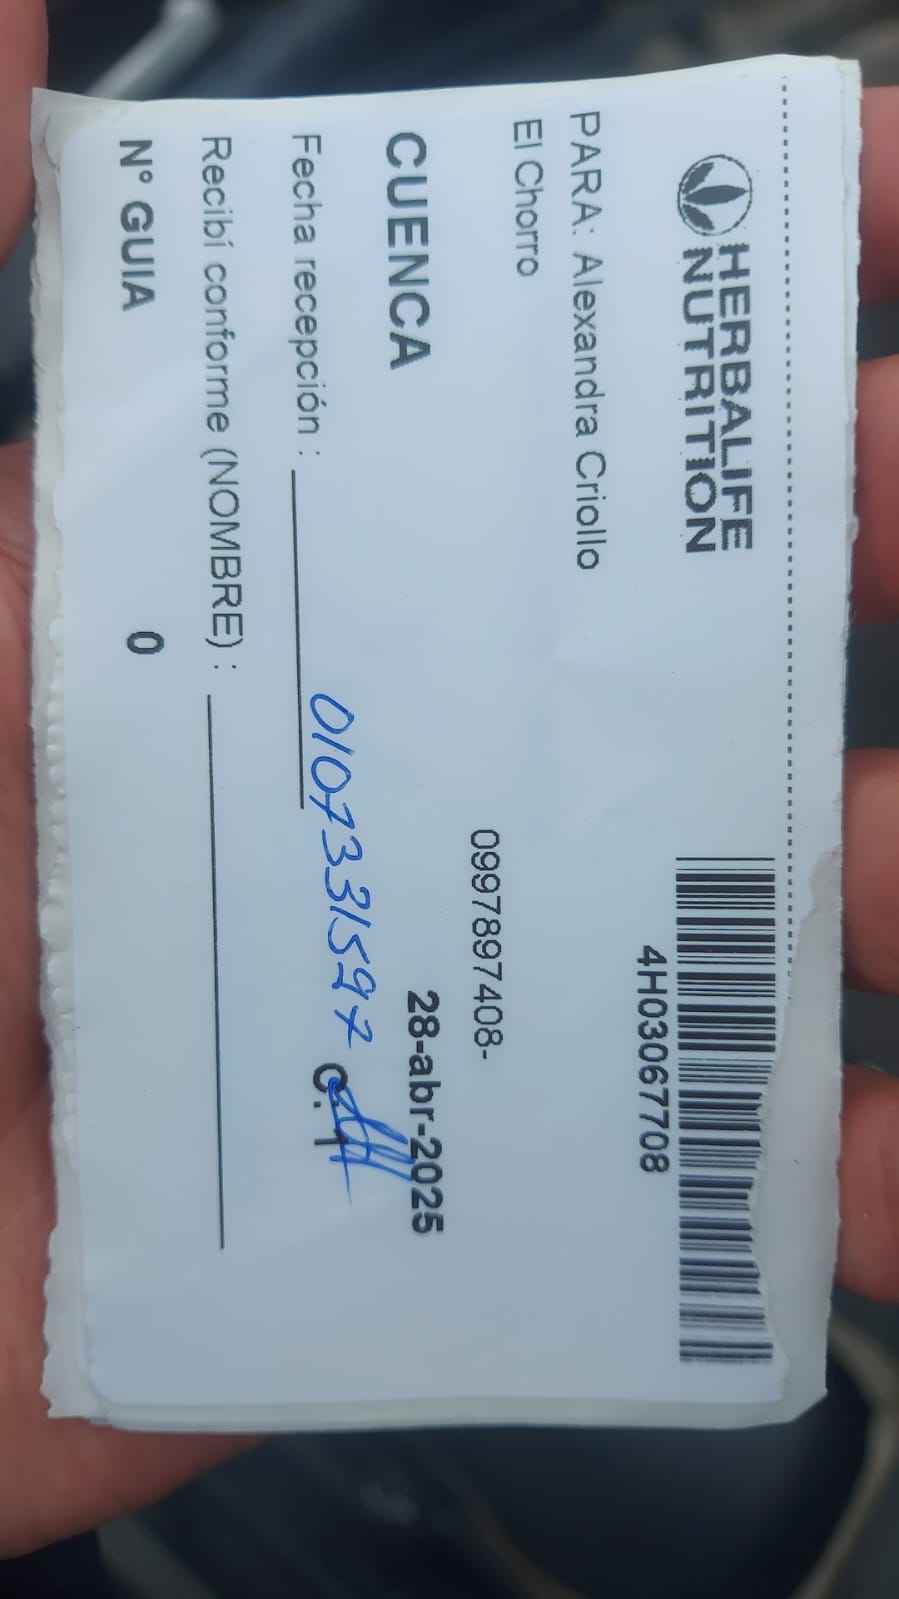 HERBALIFE
NUTRITION
4H03067708
PARA: Alexandra Criollo
El Chorro
0997897408-
CUENCA
28-abr-2025
0107331597
C. 1
Fecha recepción :
Recibí conforme (NOMBRE) :
N° GUIA 0